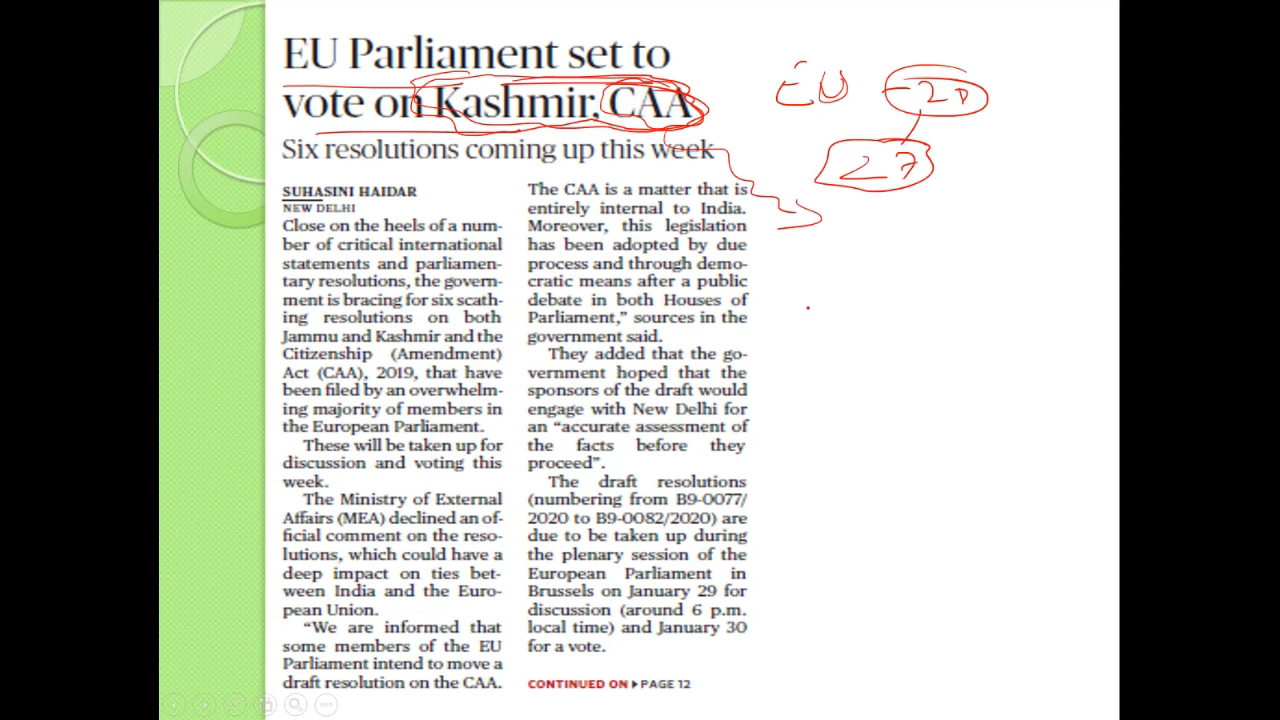 EU Parliament set to
vote on Kashmir, CAA
Six resolutions coming up this week
SUHASINI HAIDAR
NEW DELHI
Close on the heels of a num-
ber of critical international
statements and parliamen-
tary resolutions, the govern-
ment is bracing for six scath-
ing resolutions on both
Jammu and Kashmir and the
Citizenship (Amendment)
Act (CAA), 2019, that have
been filed by an overwhelm-
ing majority of members in
the European Parliament.
These will be taken up for
discussion and voting this
week.
The Ministry of External
Affairs (MEA) declined an of-
ficial comment on the reso-
lutions, which could have a
deep impact on ties bet-
ween India and the Euro-
pean Union.
“We are informed that
some members of the EU
Parliament intend to move a
draft resolution on the CAA.
The CAA is a matter that is
entirely internal to India.
Moreover, this legislation
has been adopted by due
process and through demo-
cratic means after a public
debate in both Houses of
Parliament,” sources in the
government said.
They added that the go-
vernment hoped that the
sponsors of the draft would
engage with New Delhi for
an “accurate assessment of
the facts before they
proceed”.
The draft resolutions
(numbering from B9-0077/
2020 to B9-0082/2020) are
due to be taken up during
the plenary session of the
European Parliament in
Brussels on January 29 for
discussion (around 6 p.m.
local time) and January 30
for a vote.
CONTINUED ON PAGE 12
EU
27